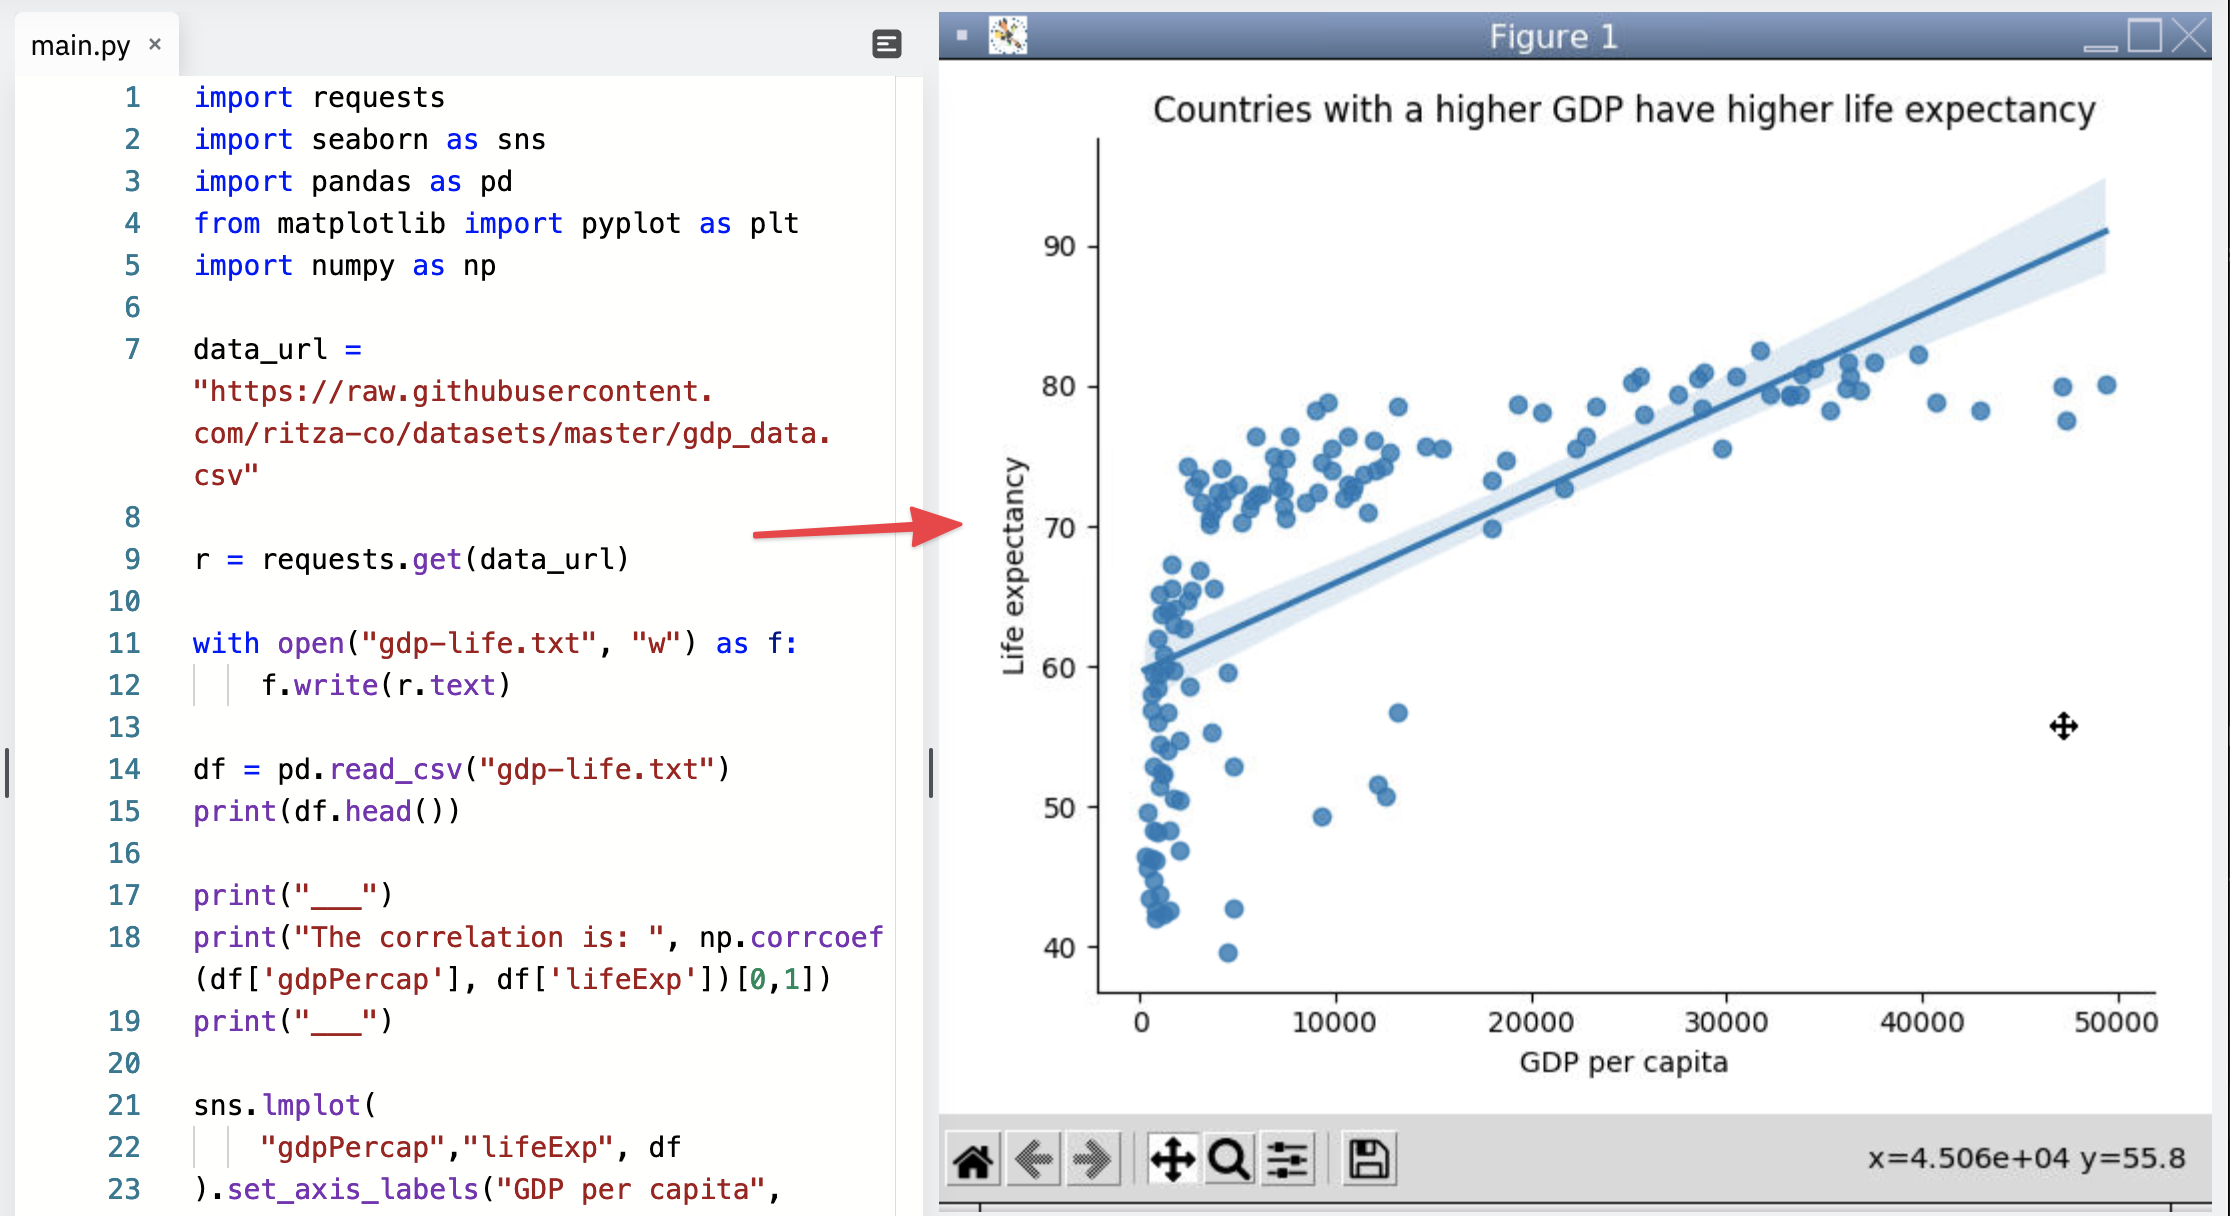 main.py ×
1 import requests
2 import seaborn as sns
3 import pandas as pd
4 from matplotlib import pyplot as plt
5 import numpy as np
6
7 data_url =
"https://raw.githubusercontent.
com/ritza-co/datasets/master/gdp_data.
csv"
8
9 r = requests.get(data_url)
10
11 with open("gdp-life.txt", "w") as f:
12 f.write(r.text)
13
14 df = pd.read_csv("gdp-life.txt")
15 print(df.head())
16
17 print("___")
18 print("The correlation is: ", np.corrcoef
(df['gdpPercap'], df['lifeExp'])[0,1])
19 print("___")
20
21 sns.lmplot(
22 "gdpPercap","lifeExp", df
23 ).set_axis_labels("GDP per capita",
Figure 1
Countries with a higher GDP have higher life expectancy
Life expectancy
90
80
70
60
50
40
0 10000 20000 30000 40000 50000
GDP per capita
x=4.506e+04 y=55.8